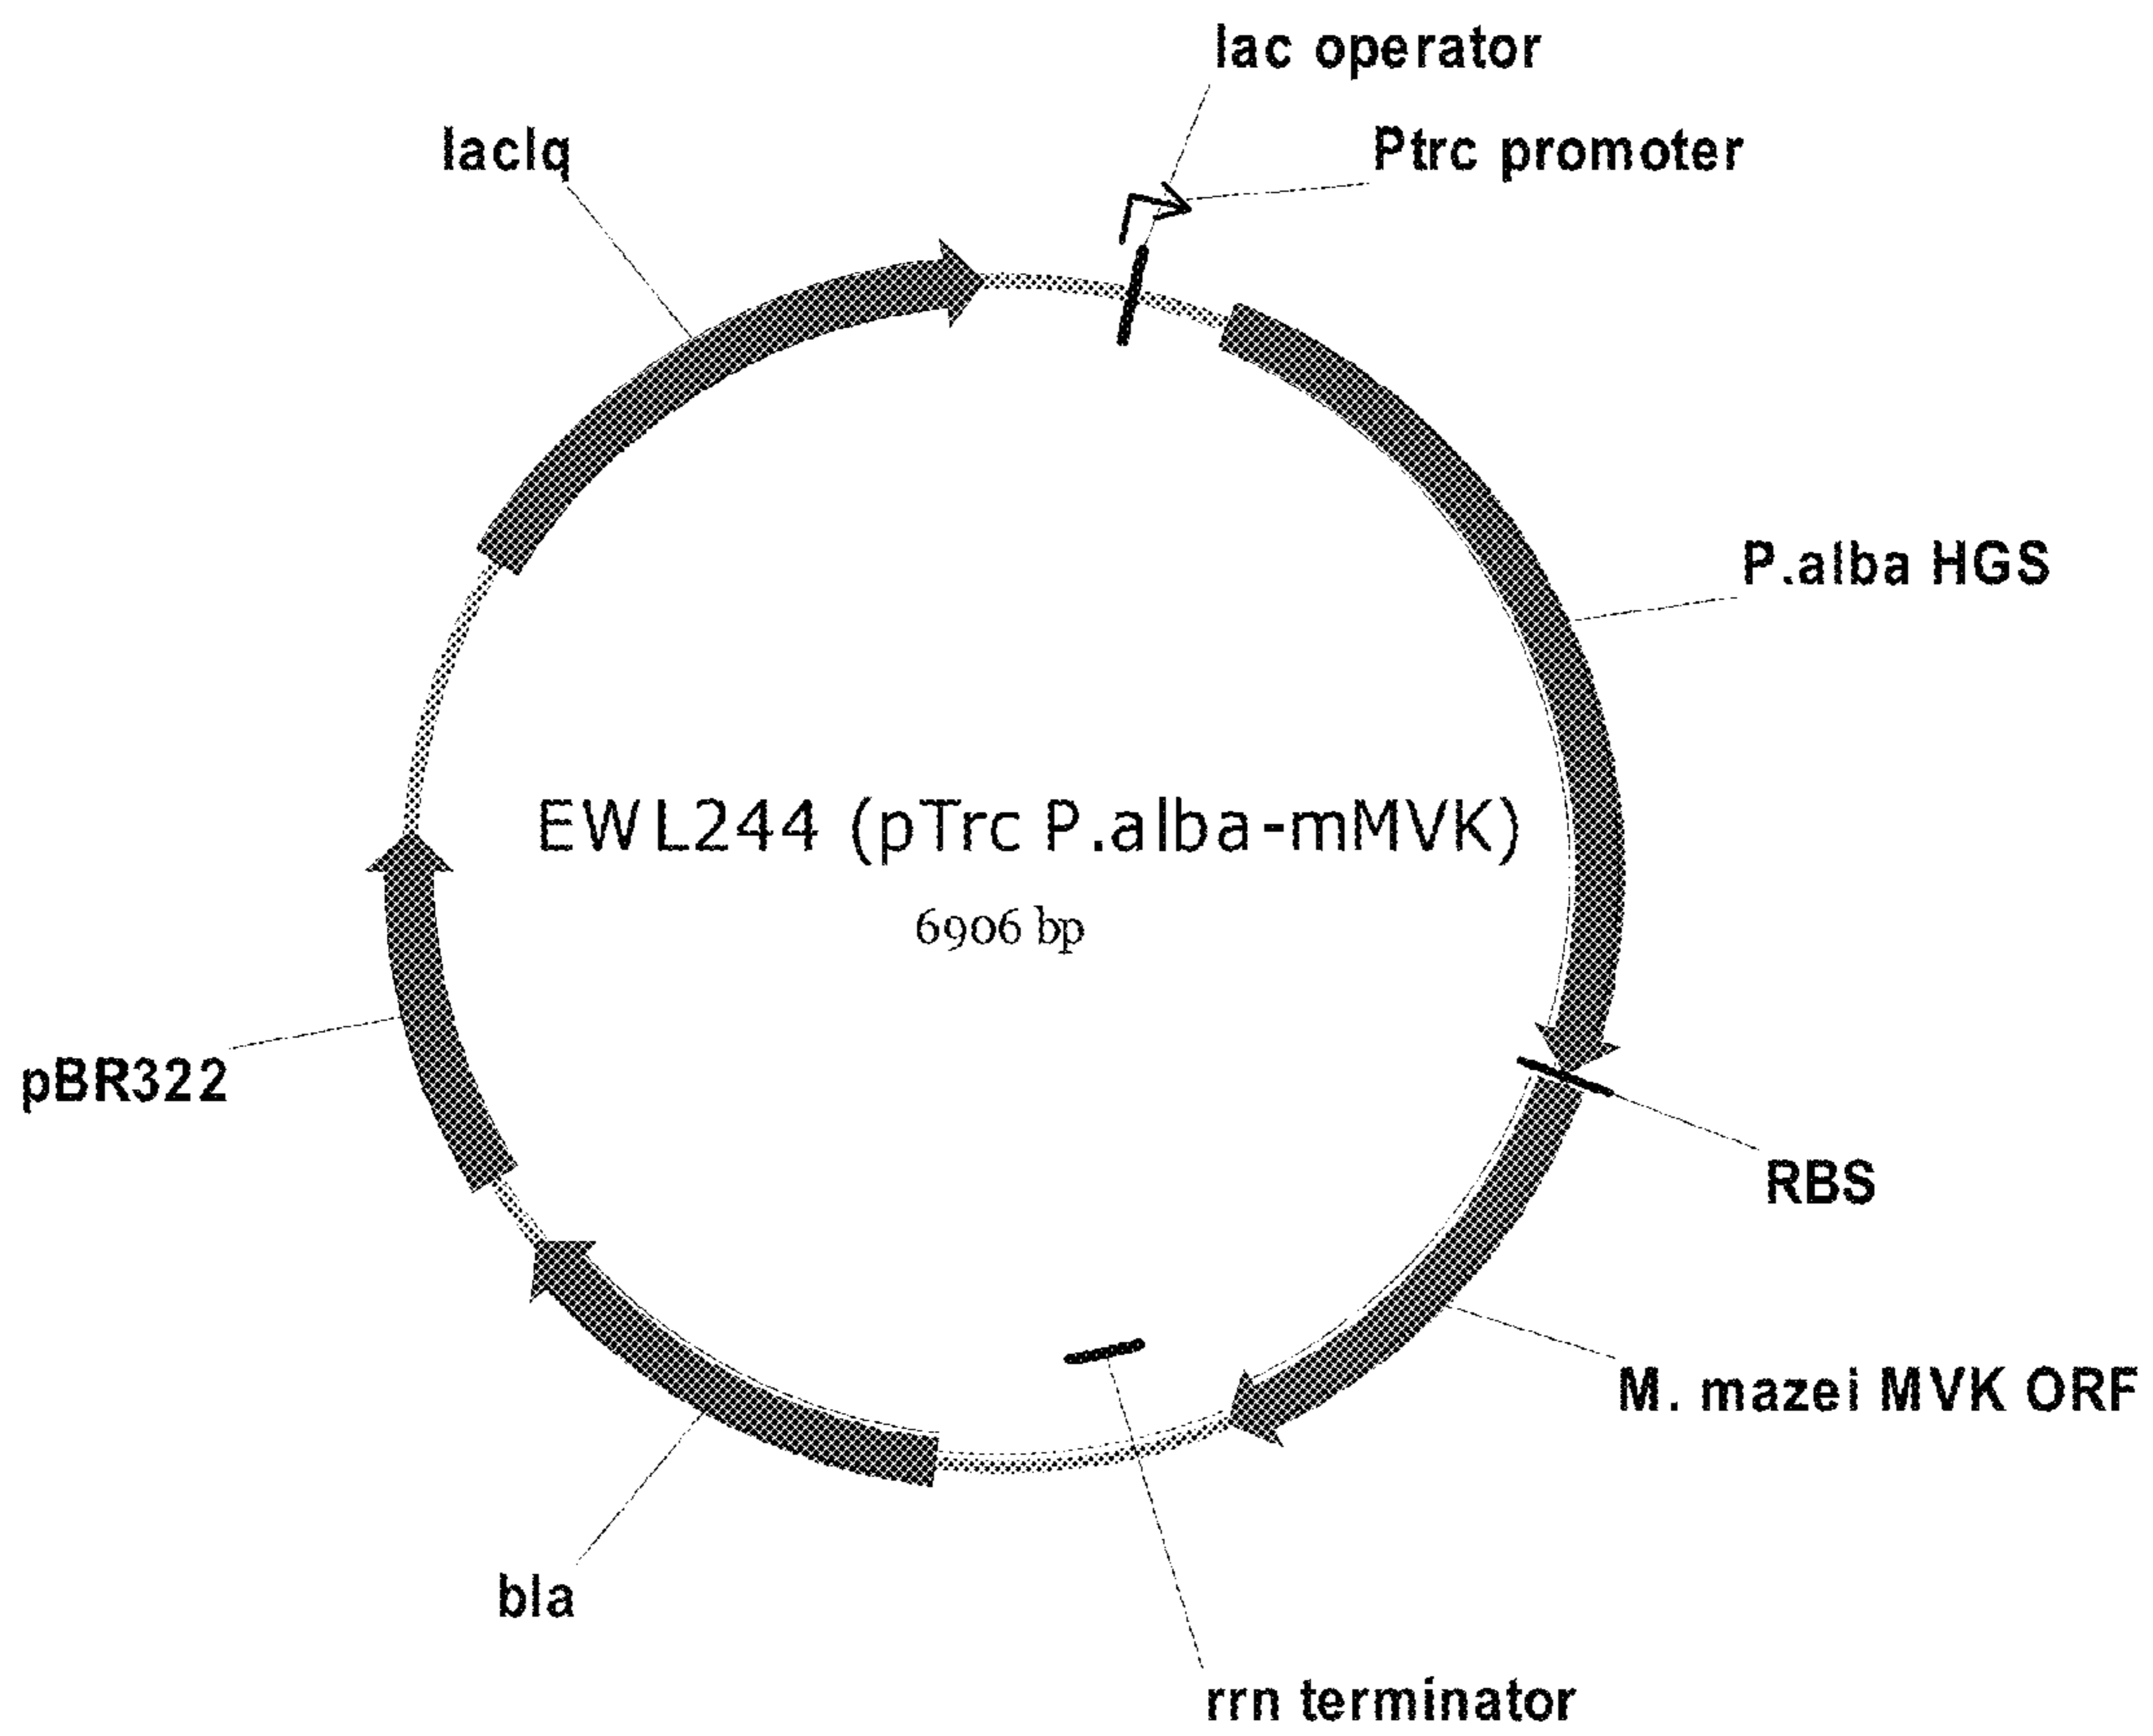 lac operator
lacIq
Ptrc promoter
P.alba HGS
EWL244 (pTrc P.alba-mMVK)
6906 bp
pBR322
RBS
M. mazei MVK ORF
bla
rrn terminator